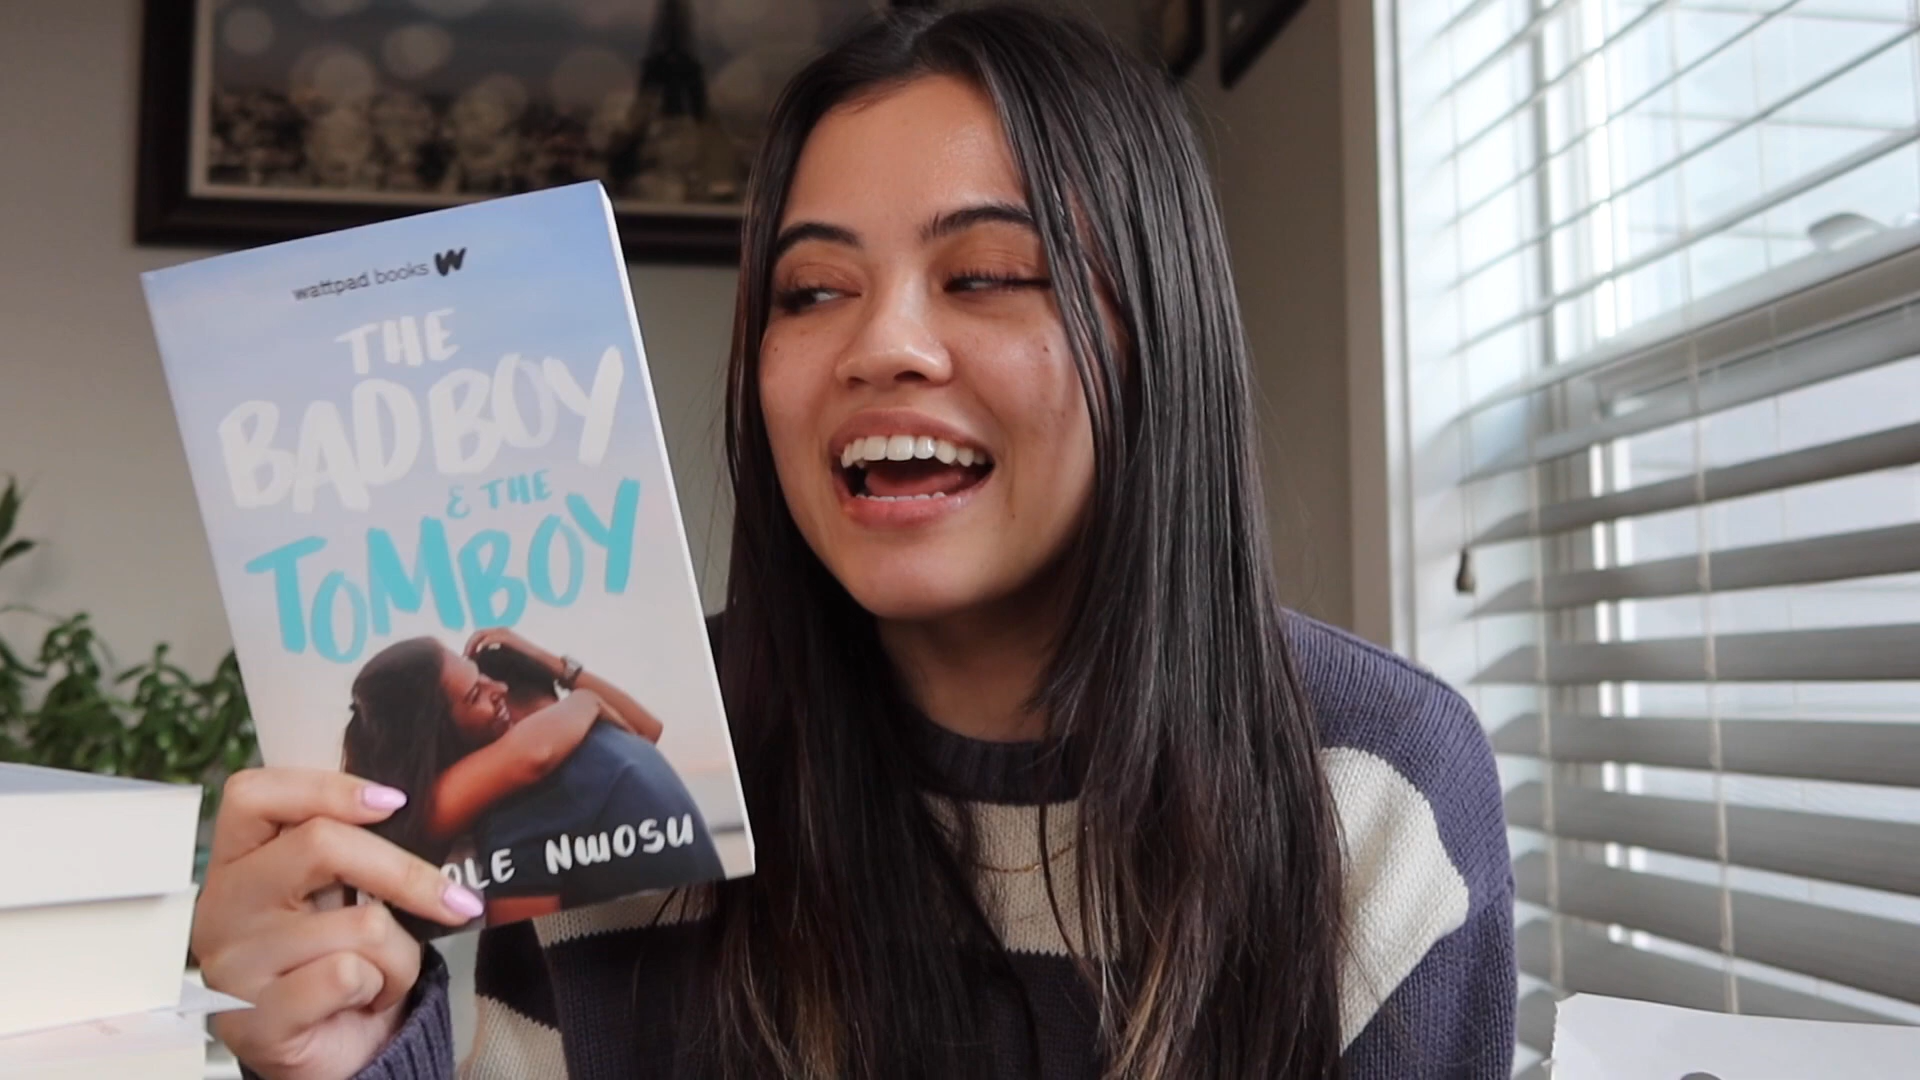 wattpad books W
THE
BAD BOY
& THE
TOMBOY
OLE NWOSU